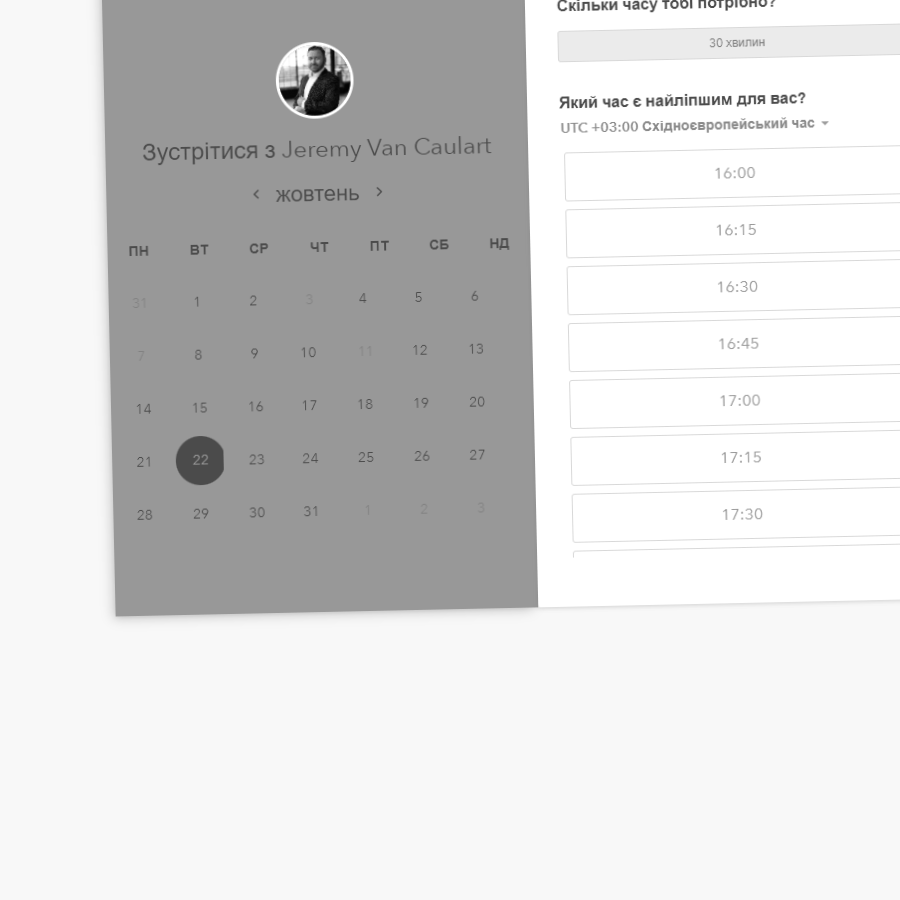 Зустрітися з Jeremy Van Caulart
жовтень
ПН ВТ СР ЧТ ПТ СБ НД
31 1 2 3 4 5 6
7 8 9 10 11 12 13
14 15 16 17 18 19 20
21 22 23 24 25 26 27
28 29 30 31 1 2 3
Скільки часу тобі потрібно?
30 хвилин
Який час є найліпшим для вас?
UTC +03:00 Східноєвропейський час
16:00
16:15
16:30
16:45
17:00
17:15
17:30